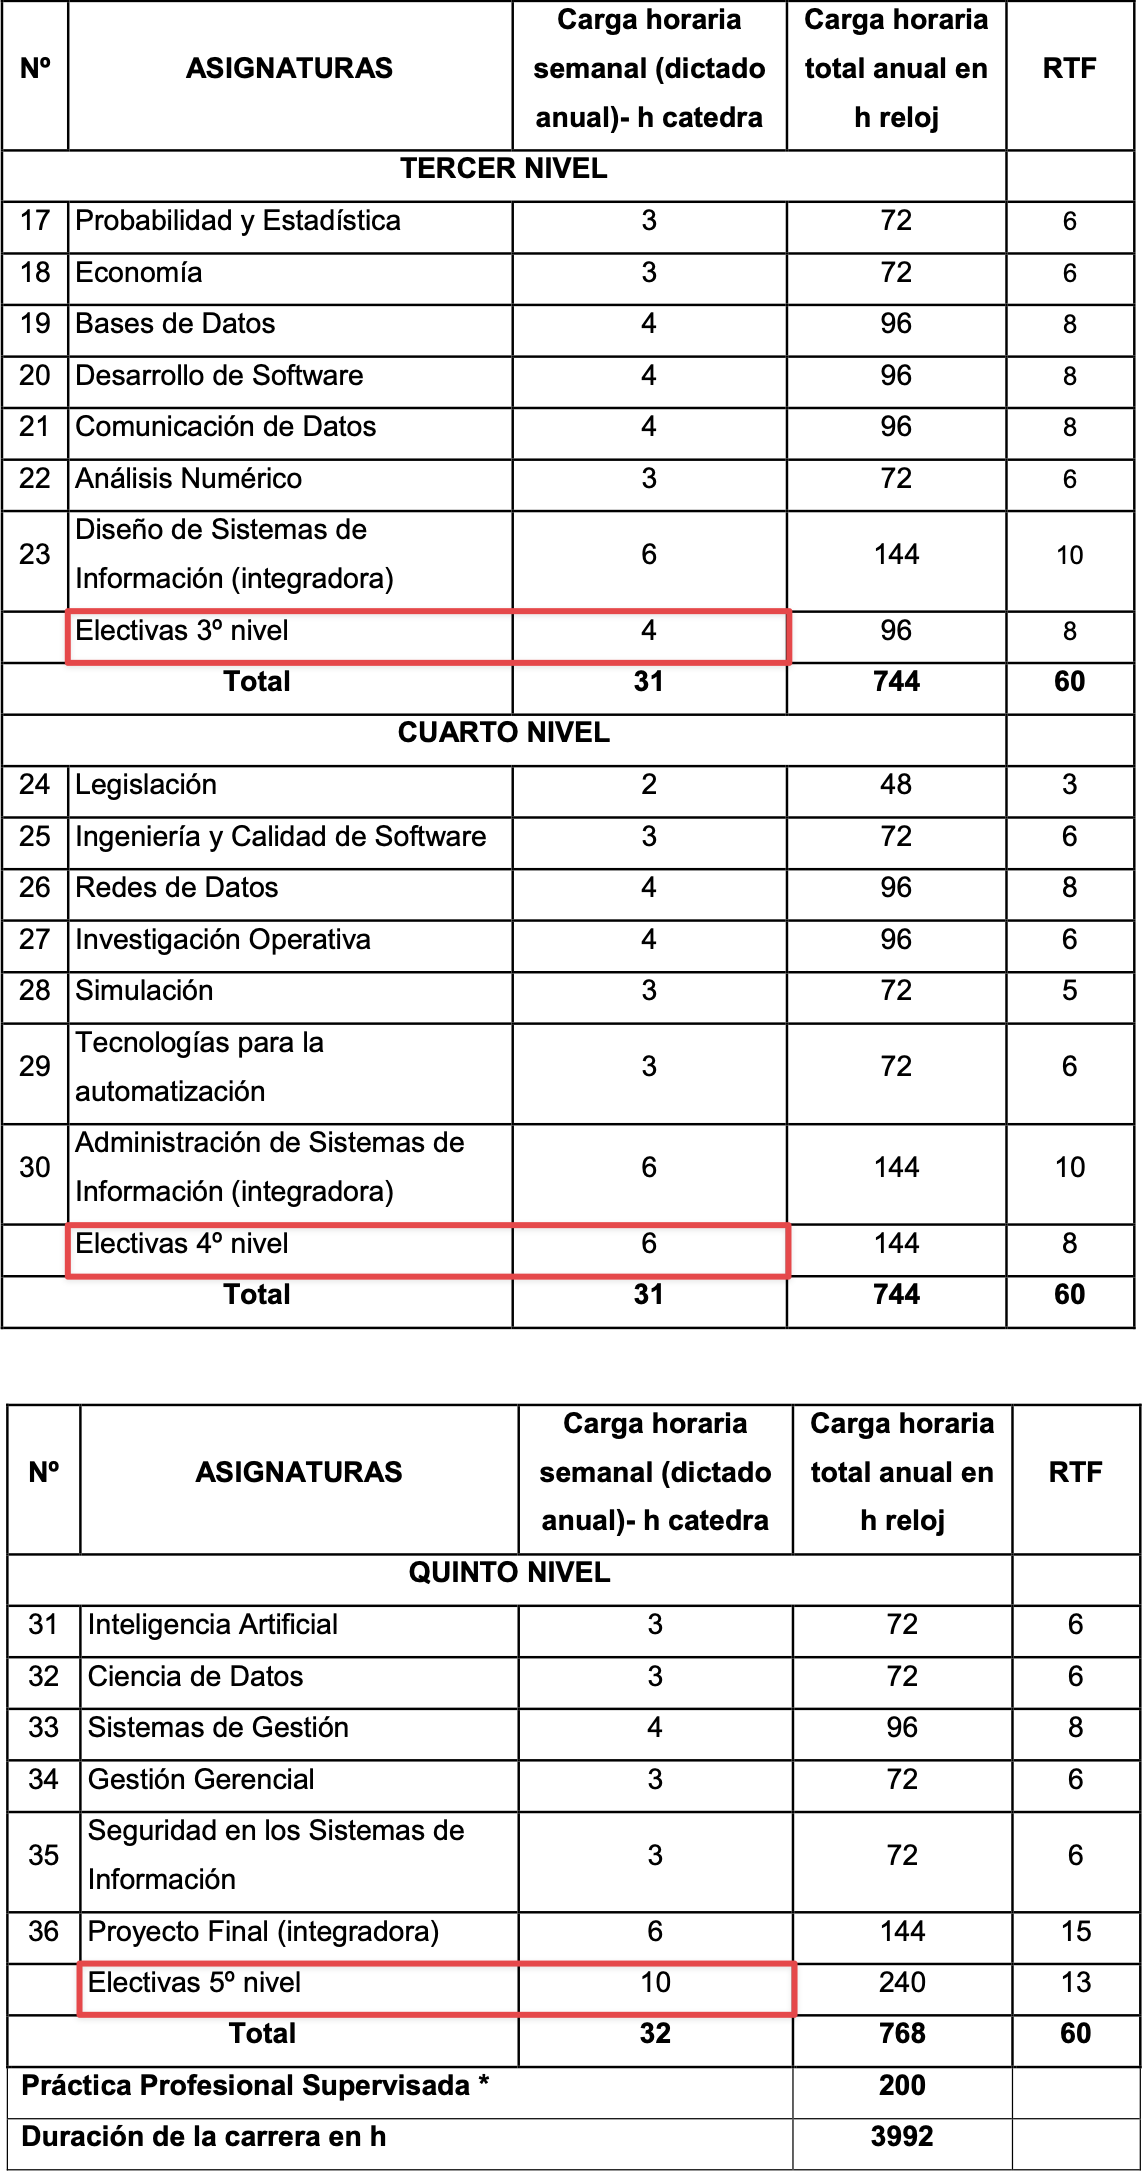 Nº ASIGNATURAS Carga horaria semanal (dictado anual)- h catedra Carga horaria total anual en h reloj RTF
TERCER NIVEL
17 Probabilidad y Estadística 3 72 6
18 Economía 3 72 6
19 Bases de Datos 4 96 8
20 Desarrollo de Software 4 96 8
21 Comunicación de Datos 4 96 8
22 Análisis Numérico 3 72 6
23 Diseño de Sistemas de Información (integradora) 6 144 10
Electivas 3º nivel 4 96 8
Total 31 744 60
CUARTO NIVEL
24 Legislación 2 48 3
25 Ingeniería y Calidad de Software 3 72 6
26 Redes de Datos 4 96 8
27 Investigación Operativa 4 96 6
28 Simulación 3 72 5
29 Tecnologías para la automatización 3 72 6
30 Administración de Sistemas de Información (integradora) 6 144 10
Electivas 4º nivel 6 144 8
Total 31 744 60
Nº ASIGNATURAS Carga horaria semanal (dictado anual)- h catedra Carga horaria total anual en h reloj RTF
QUINTO NIVEL
31 Inteligencia Artificial 3 72 6
32 Ciencia de Datos 3 72 6
33 Sistemas de Gestión 4 96 8
34 Gestión Gerencial 3 72 6
35 Seguridad en los Sistemas de Información 3 72 6
36 Proyecto Final (integradora) 6 144 15
Electivas 5º nivel 10 240 13
Total 32 768 60
Práctica Profesional Supervisada * 200
Duración de la carrera en h 3992